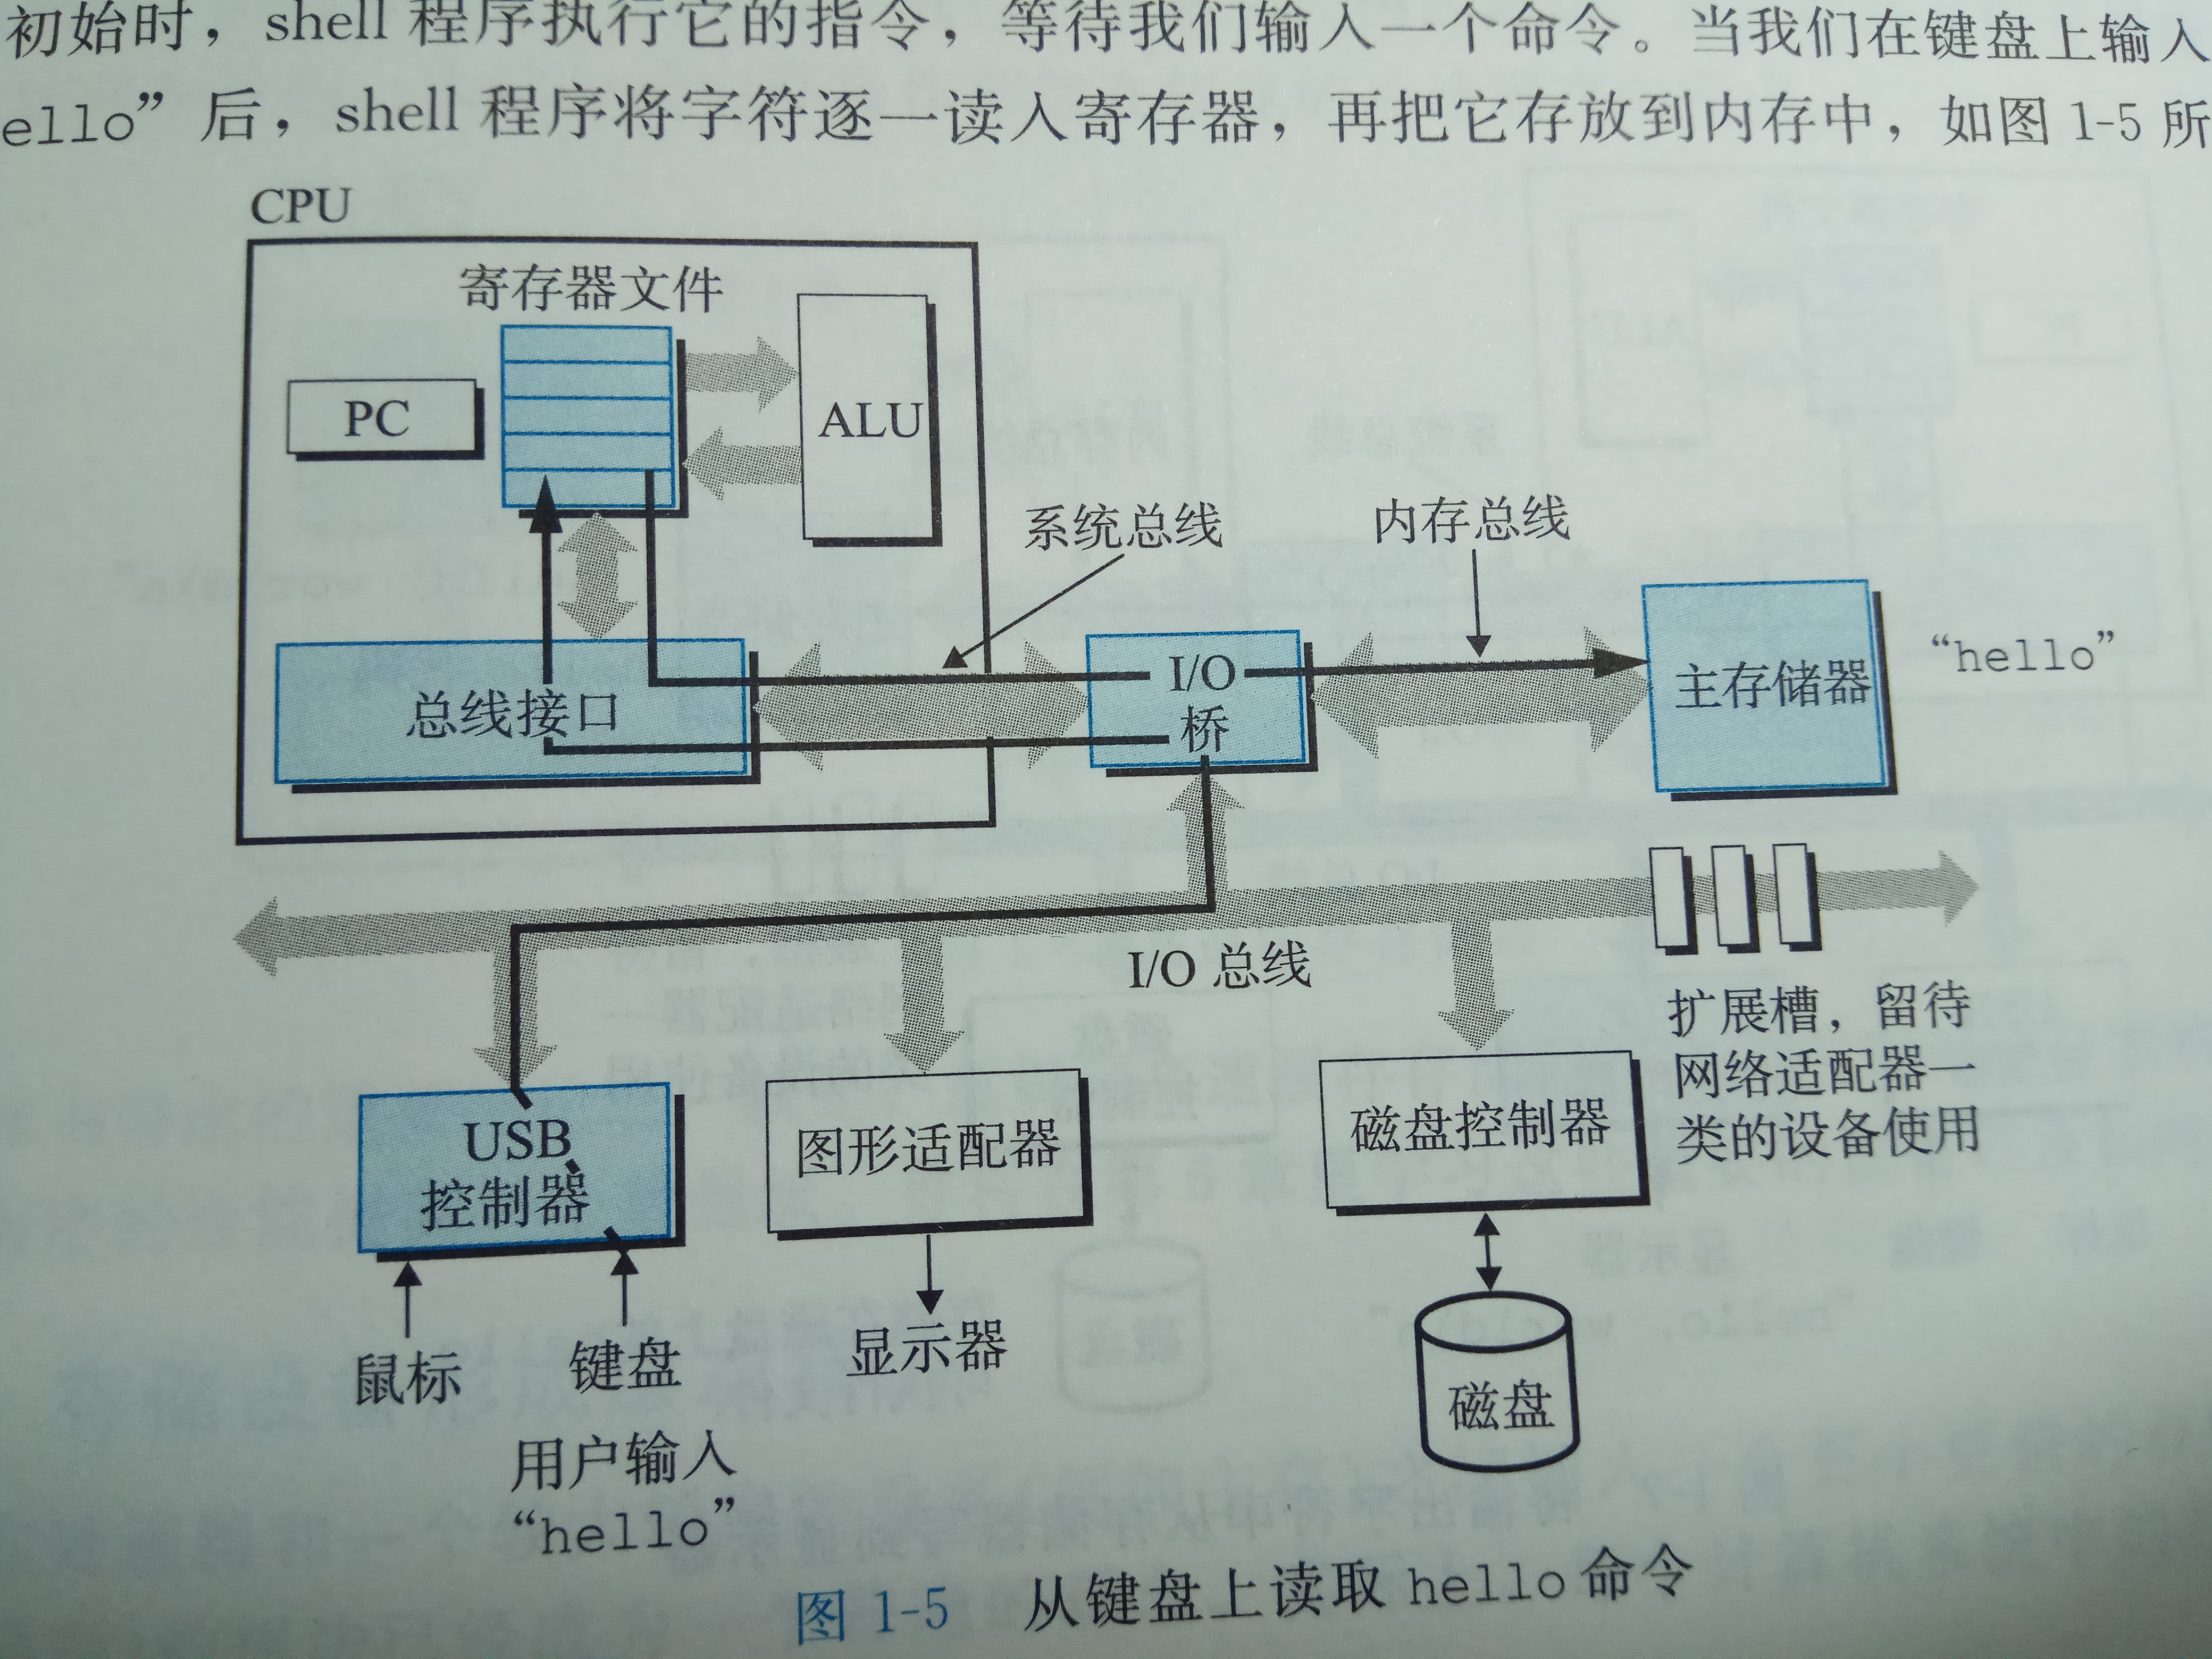 初始时，shell 程序执行它的指令，等待我们输入一个命令。当我们在键盘上输入
ello”后，shell 程序将字符逐一读入寄存器，再把它存放到内存中，如图 1-5 所
CPU
寄存器文件
PC
ALU
系统总线
内存总线
总线接口
I/O
桥
主存储器
“hello”
I/O 总线
扩展槽，留待
网络适配器一
类的设备使用
USB
控制器
图形适配器
磁盘控制器
鼠标
键盘
显示器
磁盘
用户输入
“hello”
图 1-5 从键盘上读取 hello 命令